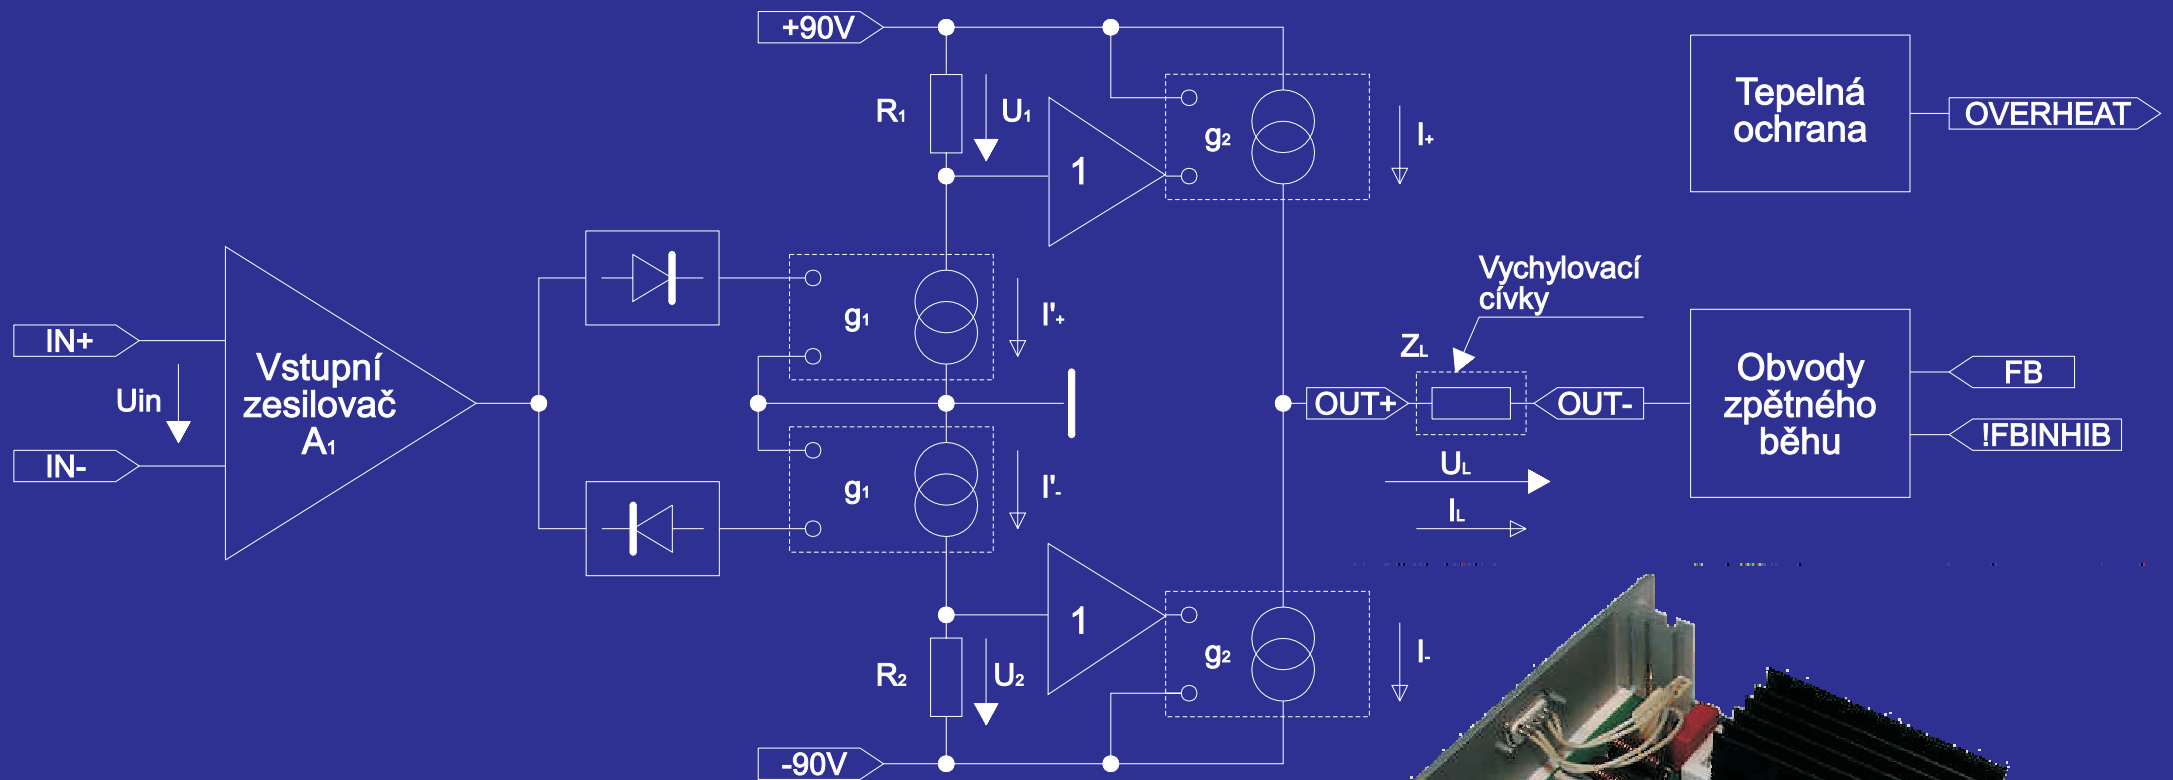 +90V
Tepelná
ochrana
OVERHEAT
R1
U1
1
g2
I+
Vychylovací
cívky
IN+
Uin
IN-
Vstupní
zesilovač
A1
g1
I'+
g1
I'-
ZL
OUT+
OUT-
UL
IL
Obvody
zpětného
běhu
FB
!FBINHIB
R2
U2
1
g2
I-
-90V